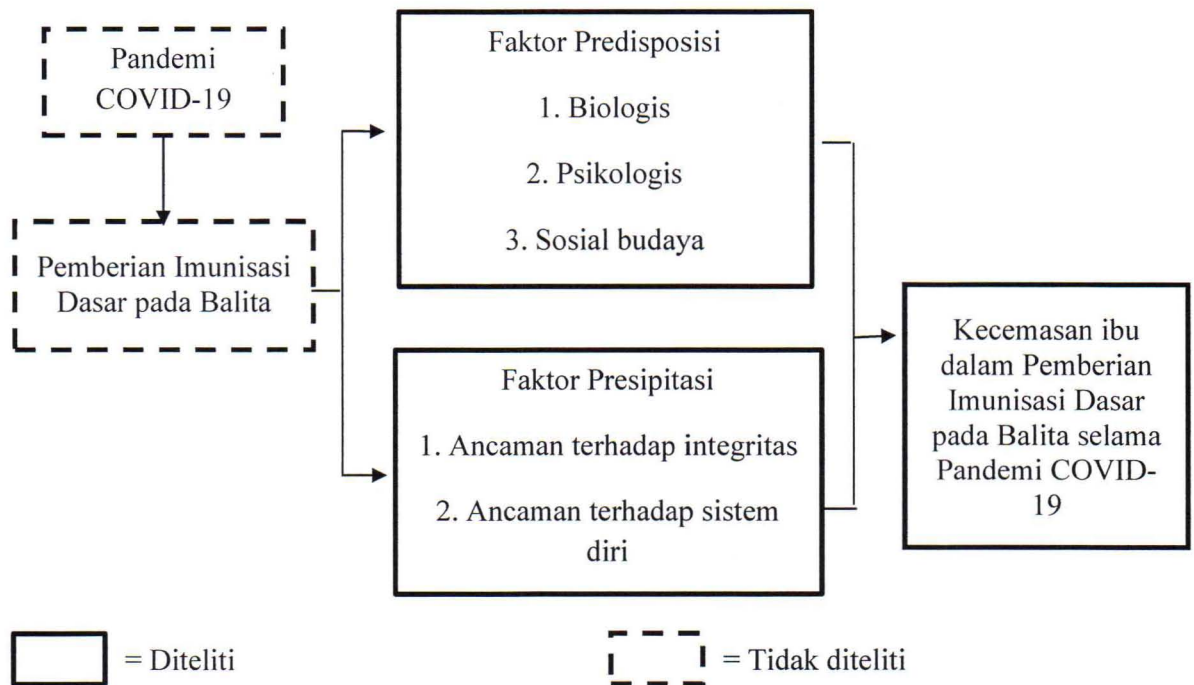 Pandemi
COVID-19
Pemberian Imunisasi
Dasar pada Balita
Faktor Predisposisi
1. Biologis
2. Psikologis
3. Sosial budaya
Faktor Presipitasi
1. Ancaman terhadap integritas
2. Ancaman terhadap sistem
diri
Kecemasan ibu
dalam Pemberian
Imunisasi Dasar
pada Balita selama
Pandemi COVID-
19
= Diteliti
= Tidak diteliti